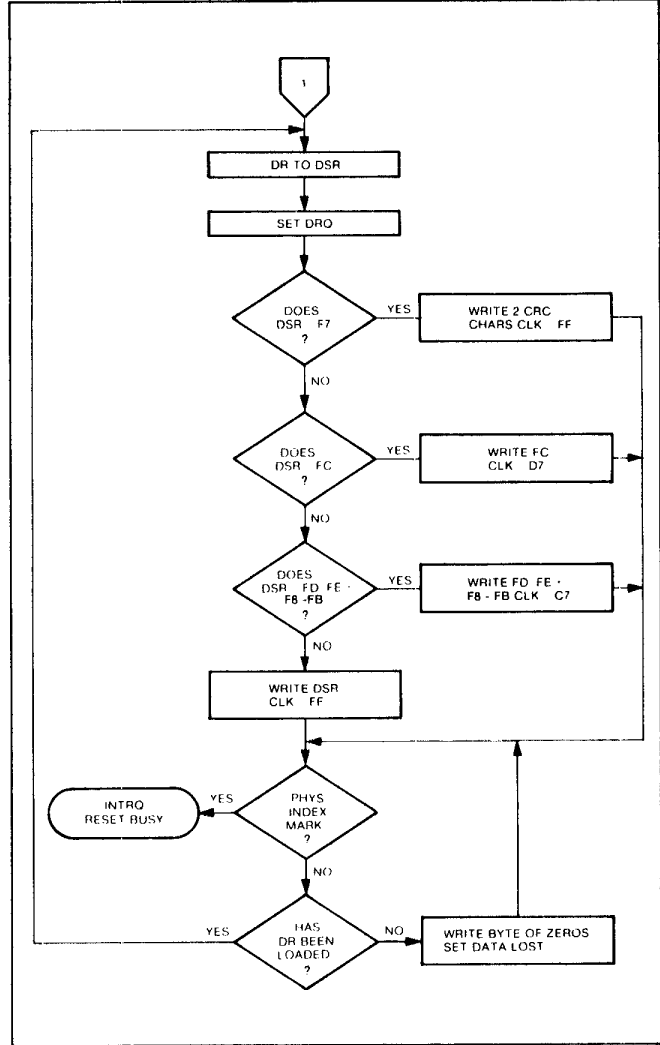 1
DR TO DSR
SET DRQ
DOES
DSR F7
?
YES
WRITE 2 CRC
CHARS CLK FF
NO
DOES
DSR FC
?
YES
WRITE FC
CLK D7
NO
DOES
DSR FD FE ·
F8 -FB
?
YES
WRITE FD FE ·
F8 - FB CLK C7
NO
WRITE DSR
CLK FF
PHYS
INDEX
MARK
?
YES
INTRQ
RESET BUSY
NO
HAS
DR BEEN
LOADED
?
YES
NO
WRITE BYTE OF ZEROS
SET DATA LOST